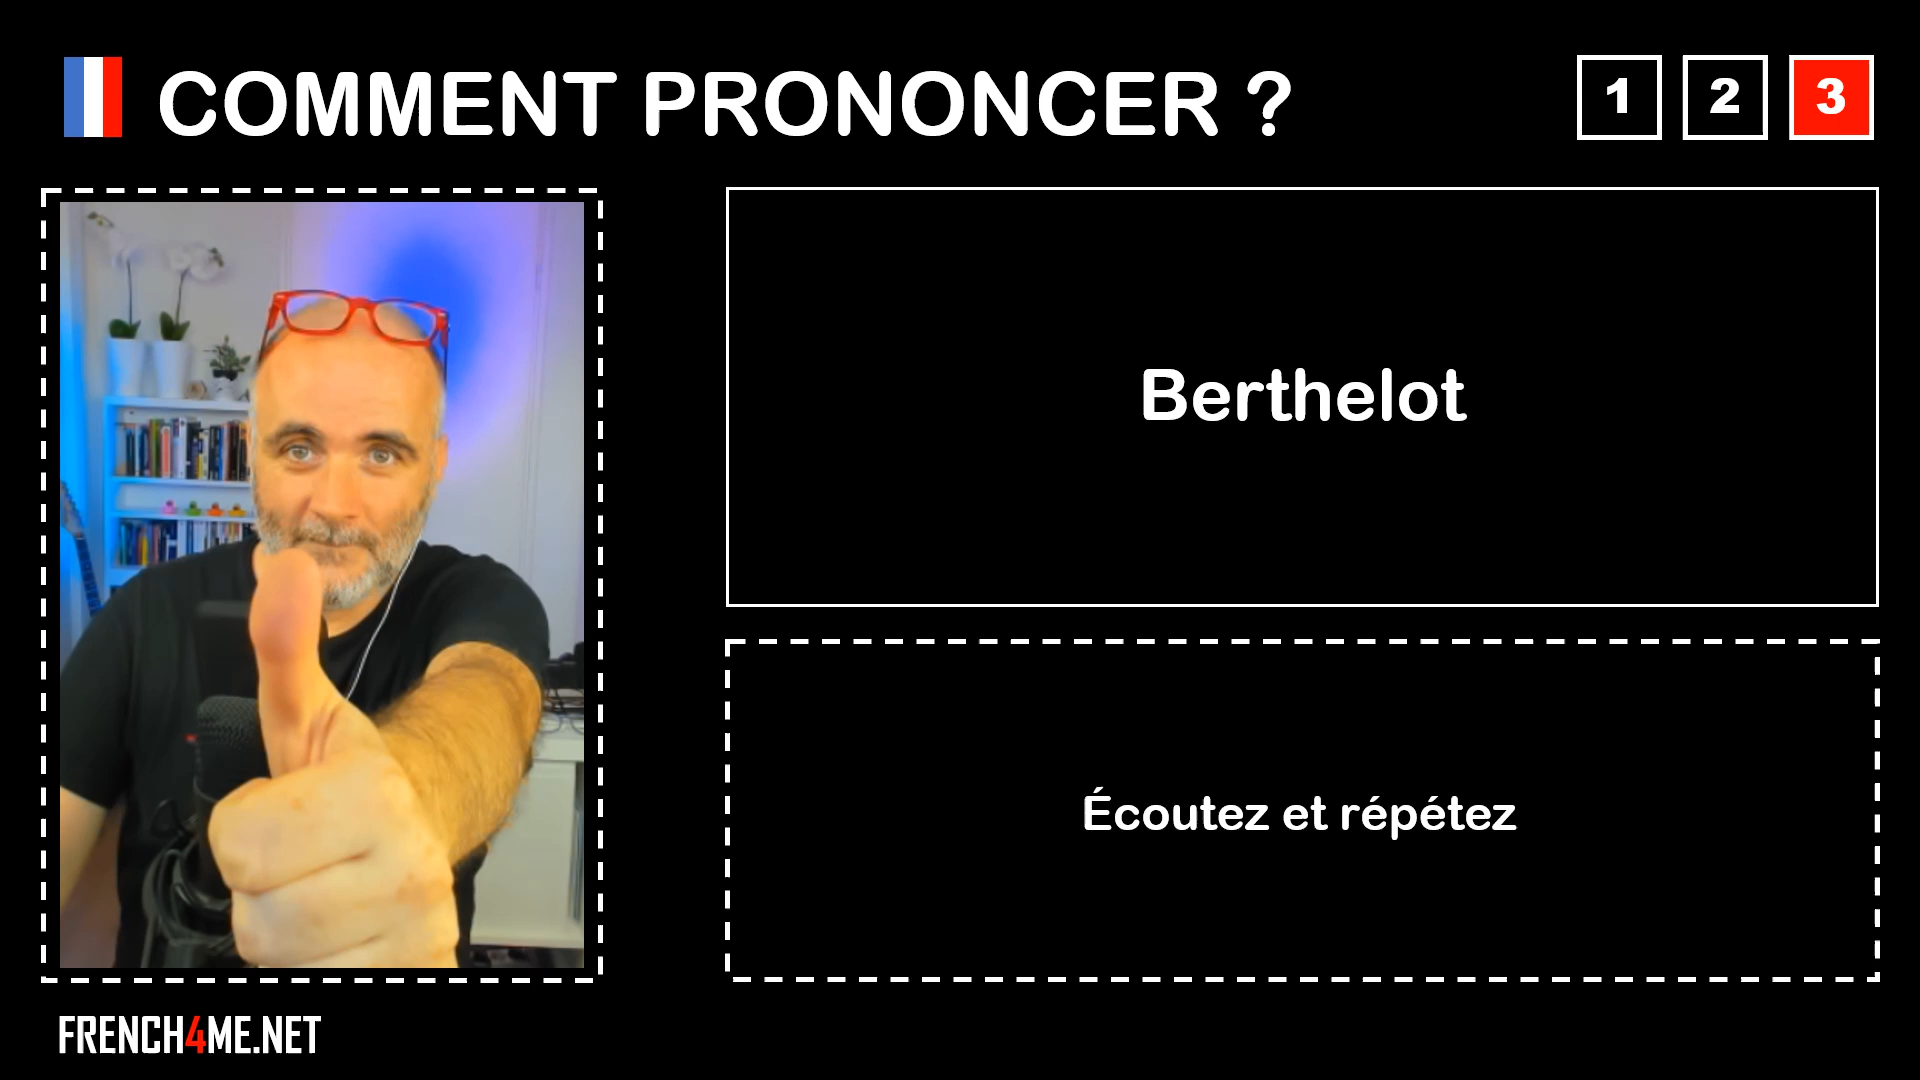 COMMENT PRONONCER ?
1 2 3
Berthelot
Écoutez et répétez
FRENCH4ME.NET